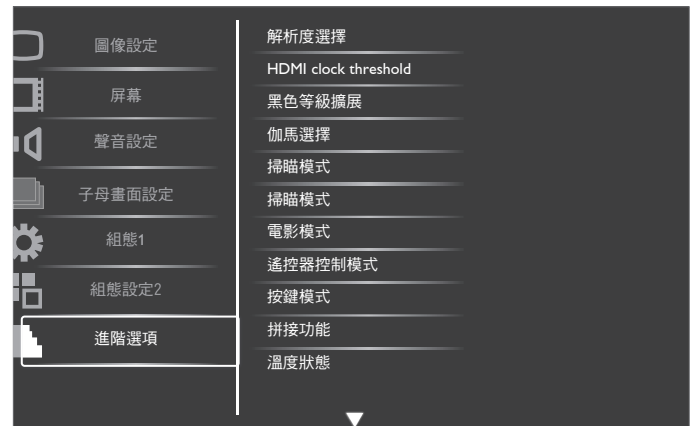 圖像設定
屏幕
聲音設定
子母畫面設定
組態1
組態設定2
進階選項
解析度選擇
HDMI clock threshold
黑色等級擴展
伽馬選擇
掃瞄模式
掃瞄模式
電影模式
遙控器控制模式
按鍵模式
拼接功能
溫度狀態